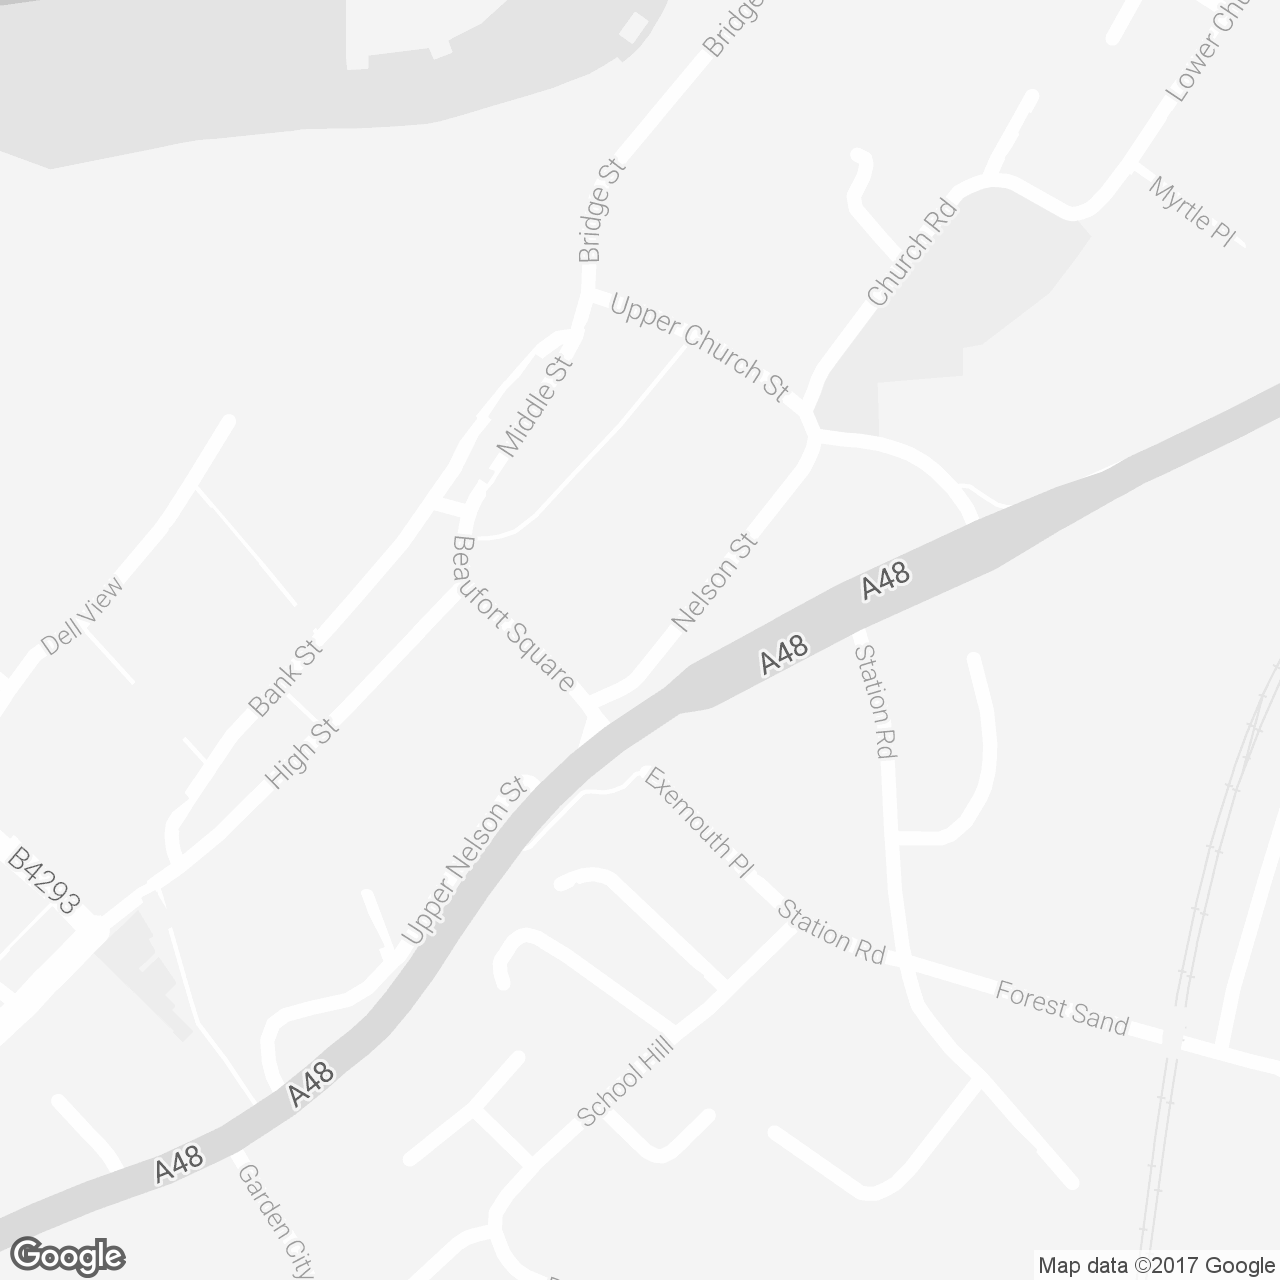 Bridge
Lower Chu
Bridge St
Myrtle Pl
Church Rd
Upper Church St
Middle St
Beaufort Square
Nelson St
A48
A48
Dell View
Bank St
High St
Station Rd
Upper Nelson St
Exemouth Pl
B4293
Station Rd
Forest Sand
School Hill
A48
A48
Garden City
Google
Map data ©2017 Google